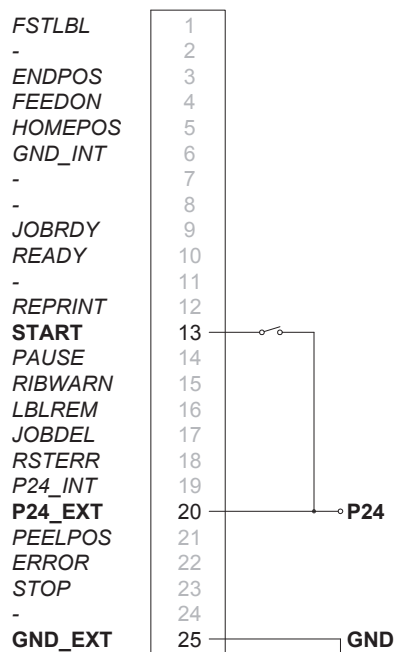 FSTLBL 1
- 2
ENDPOS 3
FEEDON 4
HOMEPOS 5
GND_INT 6
- 7
- 8
JOBRDY 9
READY 10
- 11
REPRINT 12
START 13
PAUSE 14
RIBWARN 15
LBLREM 16
JOBDEL 17
RSTERR 18
P24_INT 19
P24_EXT 20 P24
PEELPOS 21
ERROR 22
STOP 23
- 24
GND_EXT 25 GND